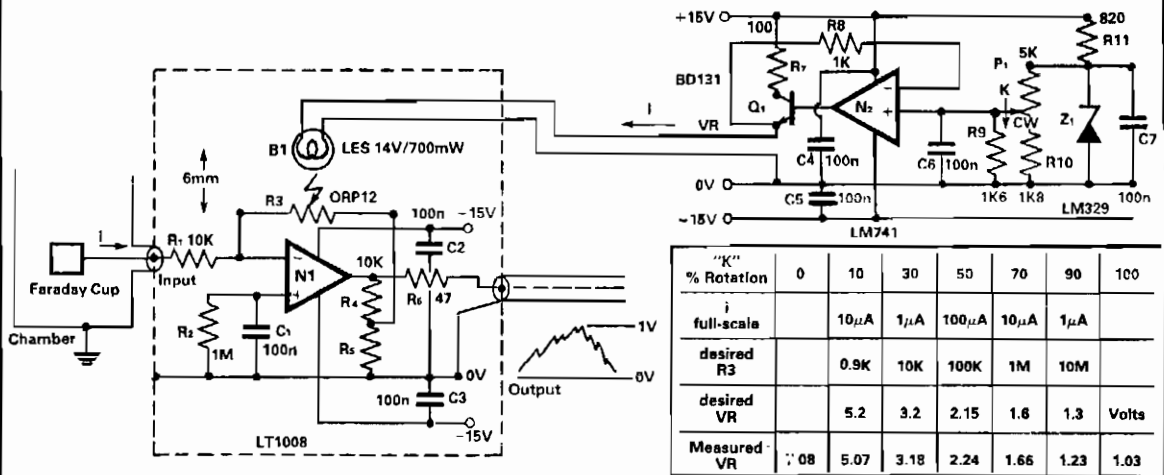 +15V
100
R8
1K
820
R11
5K
P1
BD131
R7
Q1
N2
−
+
K
CW
Z1
C7
i
VR
C4
100n
C6
100n
R9
R10
0V
C5
100n
1K6
1K8
100n
LM329
−15V
LM741
B1
LES 14V/700mW
6mm
R3
ORP12
100n
−15V
C2
i
R1 10K
Input
Faraday Cup
N1
−
+
10K
R4
R6
47
R2
1M
C1
100n
R5
Chamber
0V
100n
C3
−15V
LT1008
Output
1V
0V
"K" % Rotation 0 10 30 50 70 90 100
i full-scale 10μA 1μA 100μA 10μA 1μA
desired R3 0.9K 10K 100K 1M 10M
desired VR 5.2 3.2 2.15 1.6 1.3 Volts
Measured VR 08 5.07 3.18 2.24 1.66 1.23 1.03